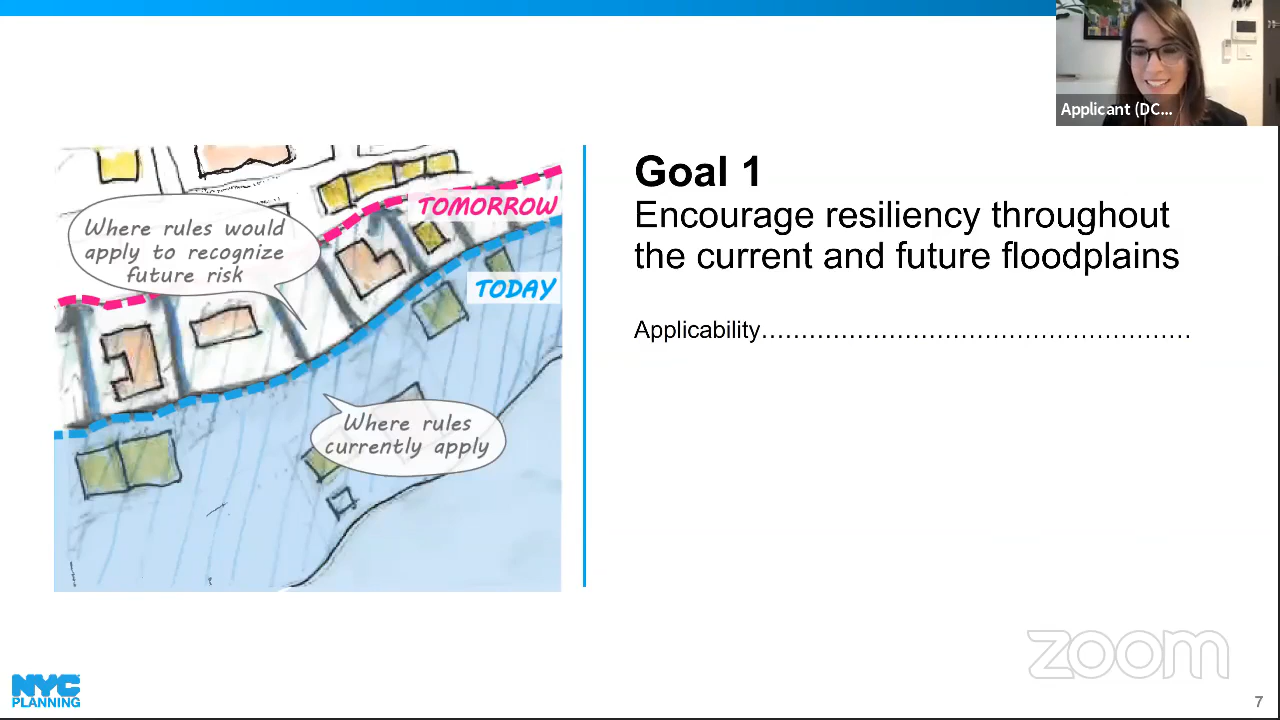 Applicant (DC...
Goal 1
Encourage resiliency throughout
the current and future floodplains
Applicability......................................................
TOMORROW
Where rules would
apply to recognize
future risk
TODAY
Where rules
currently apply
zoom
NYC
PLANNING
7